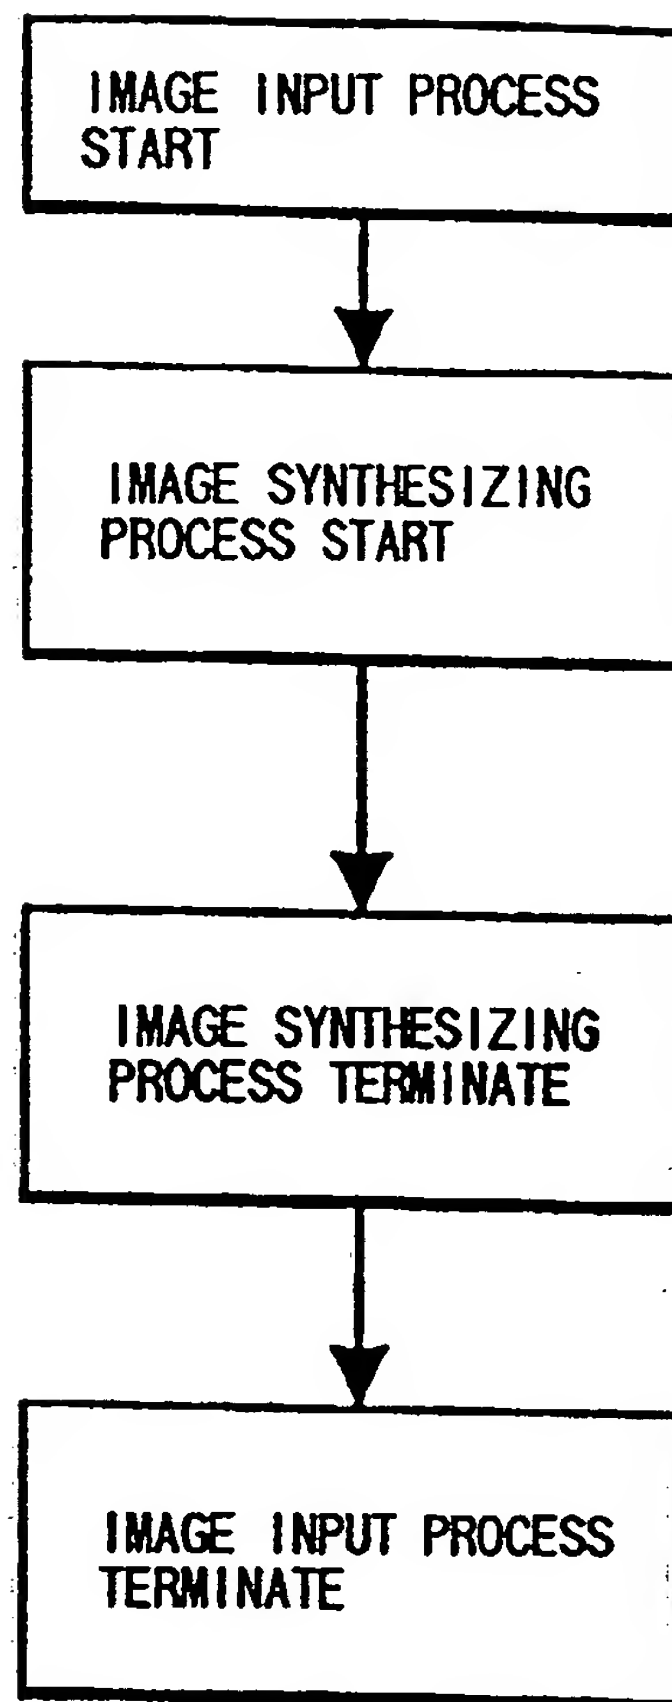 IMAGE INPUT PROCESS
START
IMAGE SYNTHESIZING
PROCESS START
IMAGE SYNTHESIZING
PROCESS TERMINATE
IMAGE INPUT PROCESS
TERMINATE